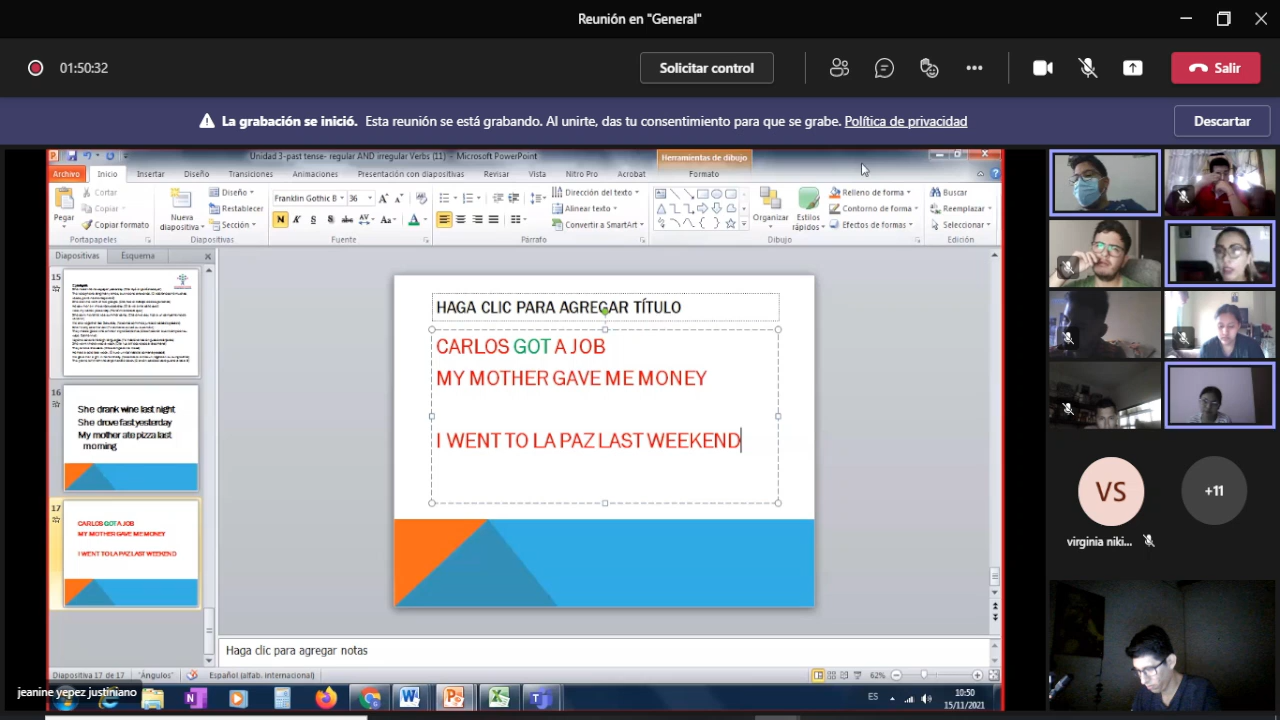 Reunión en "General"
01:50:32
Solicitar control
Salir
La grabación se inició. Esta reunión se está grabando. Al unirte, das tu consentimiento para que se grabe. Política de privacidad
Descartar
Unidad 3-past tense- regular AND irregular Verbs (11) - Microsoft PowerPoint
Herramientas de dibujo
Archivo Inicio Insertar Diseño Transiciones Animaciones Presentación con diapositivas Revisar Vista Nitro Pro Acrobat Formato
Pegar
Cortar
Copiar
Copiar formato
Portapapeles
Nueva diapositiva
Diseño
Restablecer
Sección
Diapositivas
Franklin Gothic B 36
Fuente
Dirección del texto
Alinear texto
Convertir a SmartArt
Párrafo
Organizar
Estilos rápidos
Relleno de forma
Contorno de forma
Efectos de formas
Dibujo
Buscar
Reemplazar
Seleccionar
Edición
Diapositivas Esquema
15
16
She drank wine last night
She drove fast yesterday
My mother ate pizza last
morning
17
CARLOS GOT A JOB
MY MOTHER GAVE ME MONEY
I WENT TO LA PAZ LAST WEEKEND
HAGA CLIC PARA AGREGAR TÍTULO
CARLOS GOT A JOB
MY MOTHER GAVE ME MONEY
I WENT TO LA PAZ LAST WEEKEND
Haga clic para agregar notas
Diapositiva 17 de 17 "Ángulos" Español (alfab. internacional) 62%
jeanine yepez justiniano
ES
10:50
15/11/2021
VS
virginia niki...
+11